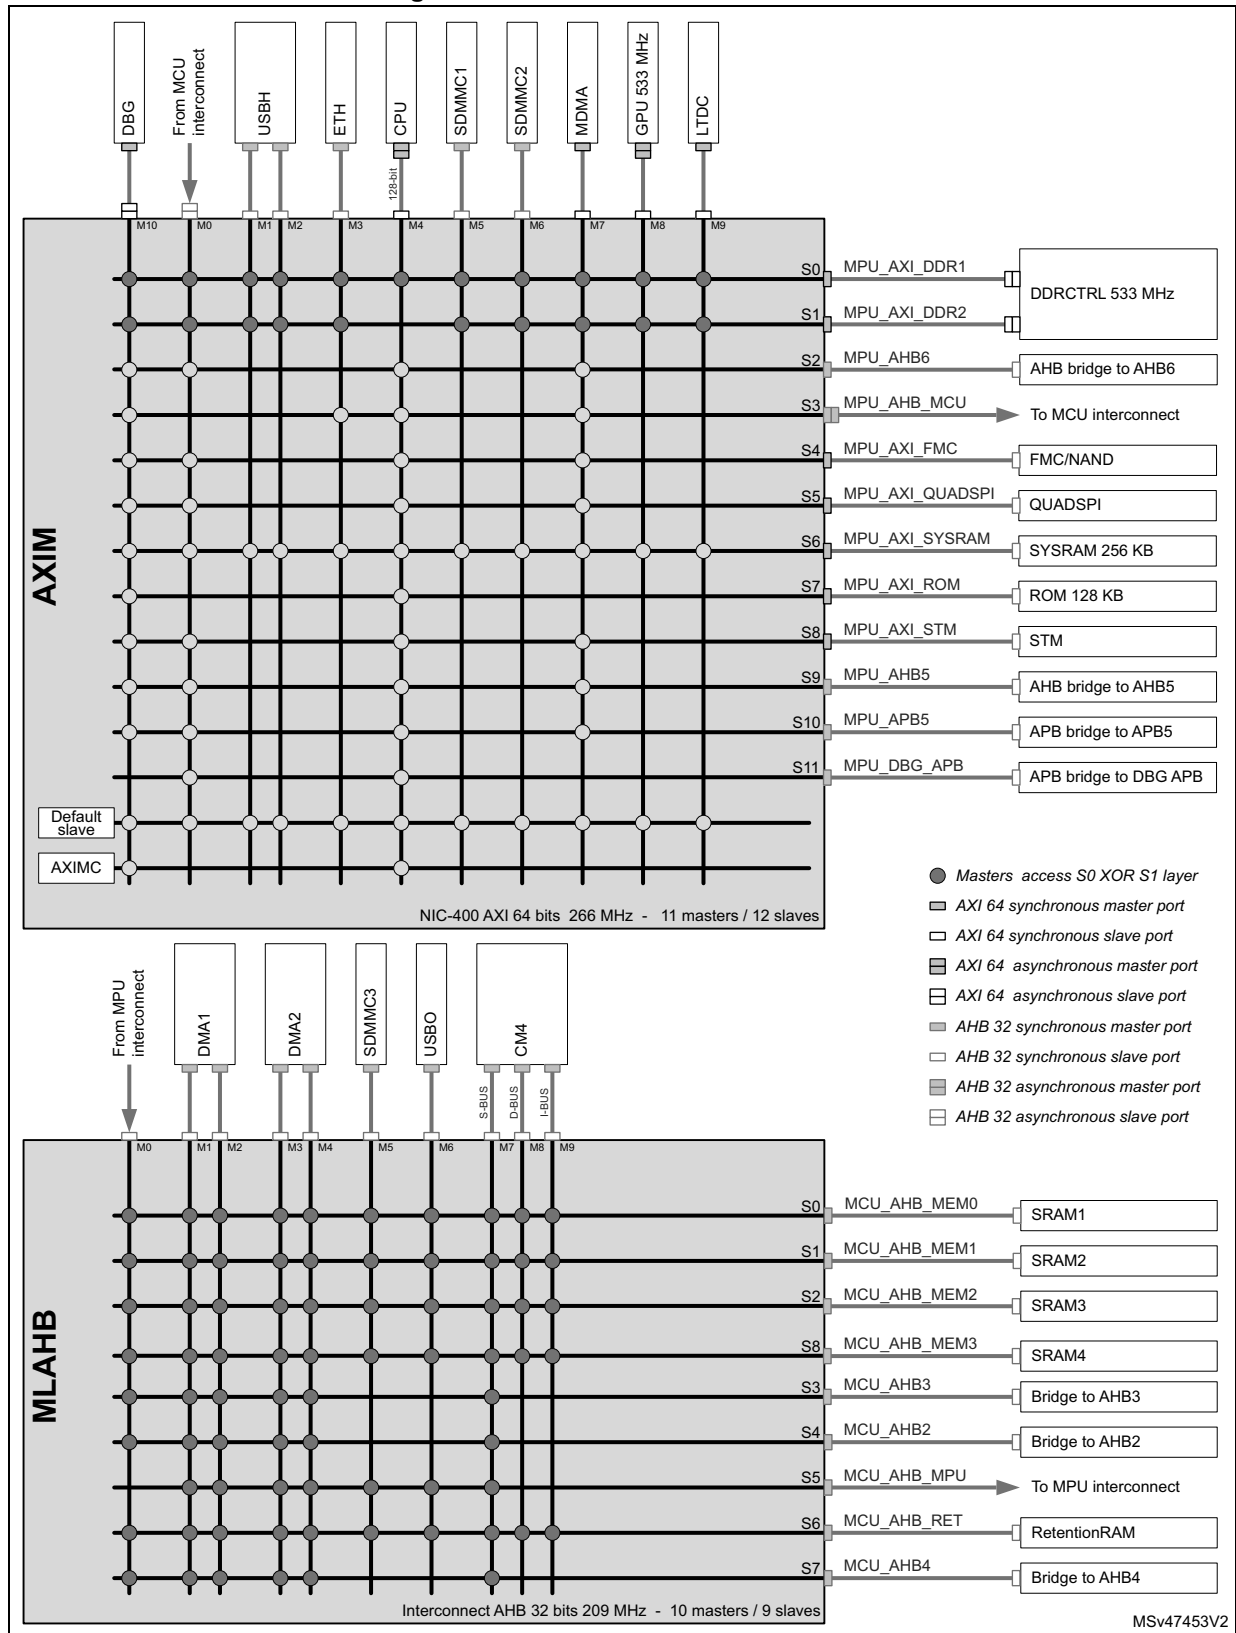 DBG
From MCU
interconnect
USBH
ETH
CPU
SDMMC1
SDMMC2
MDMA
GPU 533 MHz
LTDC
128-bit
M10
M0
M1
M2
M3
M4
M5
M6
M7
M8
M9
AXIM
S0
MPU_AXI_DDR1
DDRCTRL 533 MHz
S1
MPU_AXI_DDR2
S2
MPU_AHB6
AHB bridge to AHB6
S3
MPU_AHB_MCU
To MCU interconnect
S4
MPU_AXI_FMC
FMC/NAND
S5
MPU_AXI_QUADSPI
QUADSPI
S6
MPU_AXI_SYSRAM
SYSRAM 256 KB
S7
MPU_AXI_ROM
ROM 128 KB
S8
MPU_AXI_STM
STM
S9
MPU_AHB5
AHB bridge to AHB5
S10
MPU_APB5
APB bridge to APB5
S11
MPU_DBG_APB
APB bridge to DBG APB
Default
slave
AXIMC
NIC-400 AXI 64 bits 266 MHz - 11 masters / 12 slaves
Masters access S0 XOR S1 layer
AXI 64 synchronous master port
AXI 64 synchronous slave port
AXI 64 asynchronous master port
AXI 64 asynchronous slave port
AHB 32 synchronous master port
AHB 32 synchronous slave port
AHB 32 asynchronous master port
AHB 32 asynchronous slave port
From MPU
interconnect
DMA1
DMA2
SDMMC3
USBO
CM4
S-BUS
D-BUS
I-BUS
M0
M1
M2
M3
M4
M5
M6
M7
M8
M9
MLAHB
S0
MCU_AHB_MEM0
SRAM1
S1
MCU_AHB_MEM1
SRAM2
S2
MCU_AHB_MEM2
SRAM3
S8
MCU_AHB_MEM3
SRAM4
S3
MCU_AHB3
Bridge to AHB3
S4
MCU_AHB2
Bridge to AHB2
S5
MCU_AHB_MPU
To MPU interconnect
S6
MCU_AHB_RET
RetentionRAM
S7
MCU_AHB4
Bridge to AHB4
Interconnect AHB 32 bits 209 MHz - 10 masters / 9 slaves
MSv47453V2